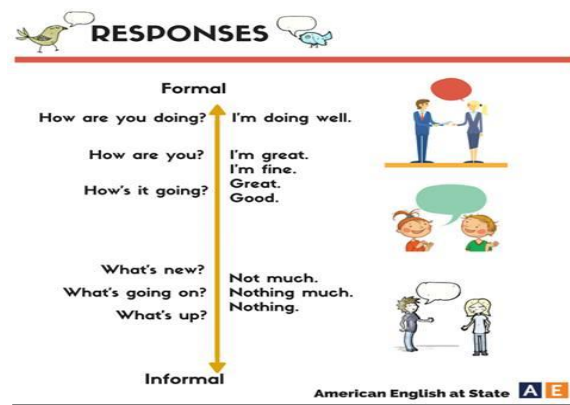 RESPONSES
Formal
How are you doing?
I'm doing well.
How are you?
I'm great.
I'm fine.
How's it going?
Great.
Good.
What's new?
Not much.
What's going on?
Nothing much.
What's up?
Nothing.
Informal
American English at State AE